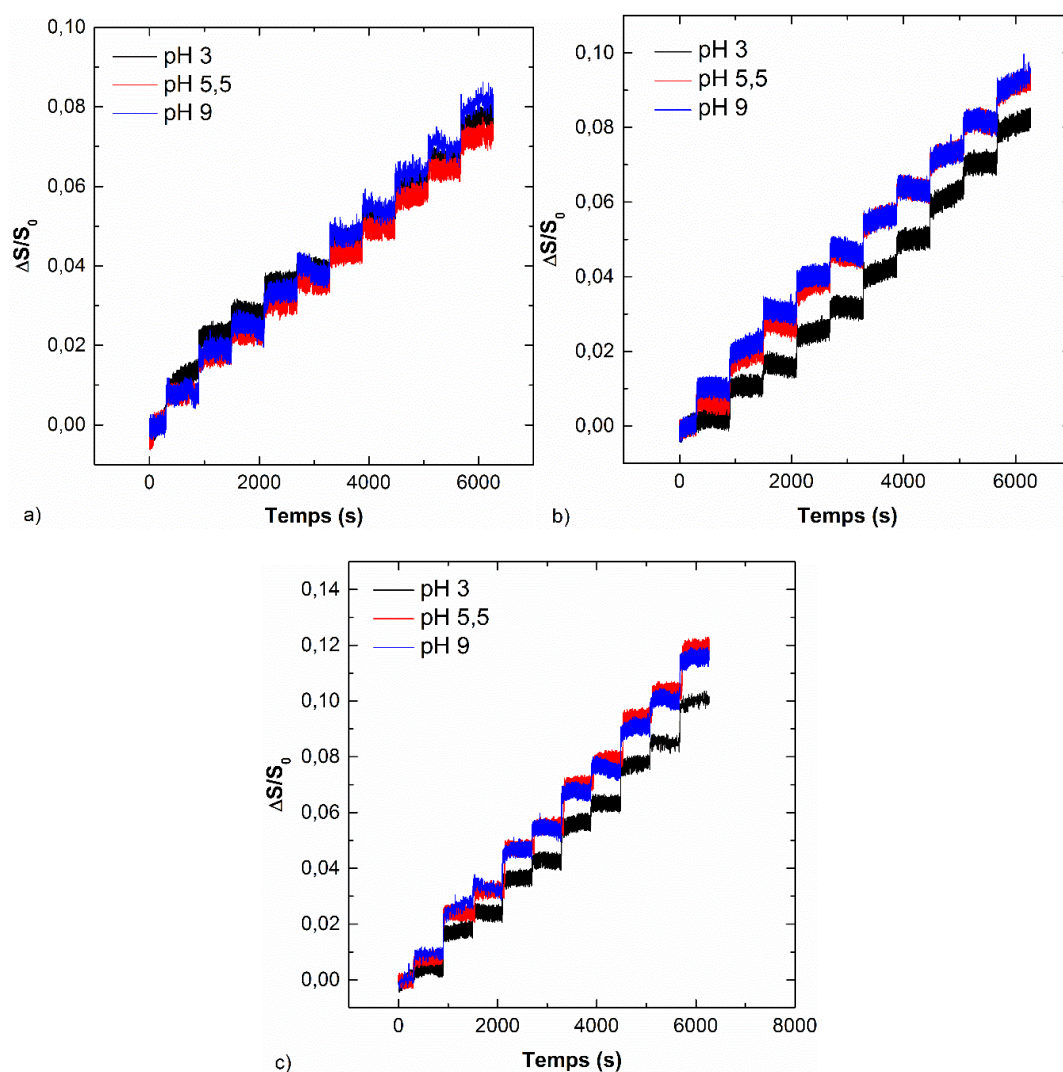 0,10
0,08
0,06
0,04
0,02
0,00
ΔS/S₀
pH 3
pH 5,5
pH 9
0 2000 4000 6000
Temps (s)
a)
0,10
0,08
0,06
0,04
0,02
0,00
ΔS/S₀
pH 3
pH 5,5
pH 9
0 2000 4000 6000
Temps (s)
b)
0,14
0,12
0,10
0,08
0,06
0,04
0,02
0,00
ΔS/S₀
pH 3
pH 5,5
pH 9
0 2000 4000 6000 8000
Temps (s)
c)